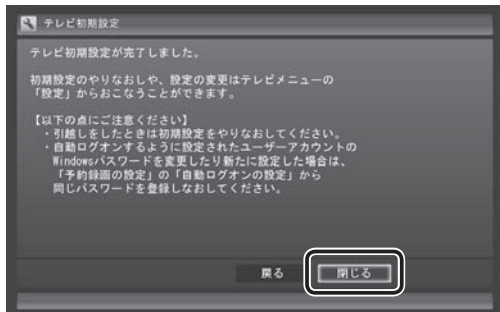 テレビ初期設定
テレビ初期設定が完了しました。
初期設定のやりなおしや、設定の変更はテレビメニューの
「設定」からおこなうことができます。
【以下の点にご注意ください】
・引越しをしたときは初期設定をやりなおしてください。
・自動ログオンするように設定されたユーザーアカウントの
Windowsパスワードを変更したり新たに設定した場合は、
「予約録画の設定」の「自動ログオンの設定」から
同じパスワードを登録しなおしてください。
戻る 閉じる